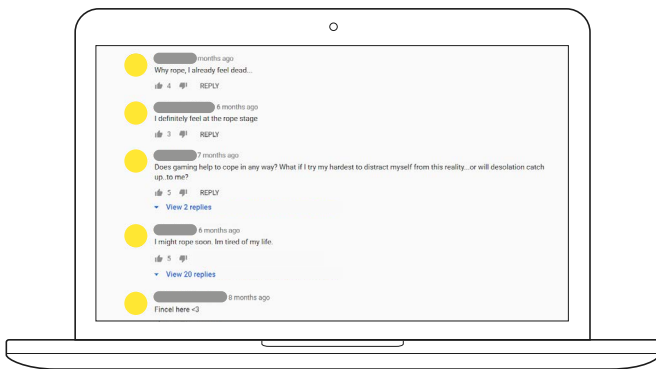 months ago
Why rope, I already feel dead...
4 REPLY
6 months ago
I definitely feel at the rope stage
3 REPLY
7 months ago
Does gaming help to cope in any way? What if I try my hardest to distract myself from this reality...or will desolation catch
up..to me?
5 REPLY
View 2 replies
6 months ago
I might rope soon. Im tired of my life.
5
View 20 replies
8 months ago
Fincel here <3